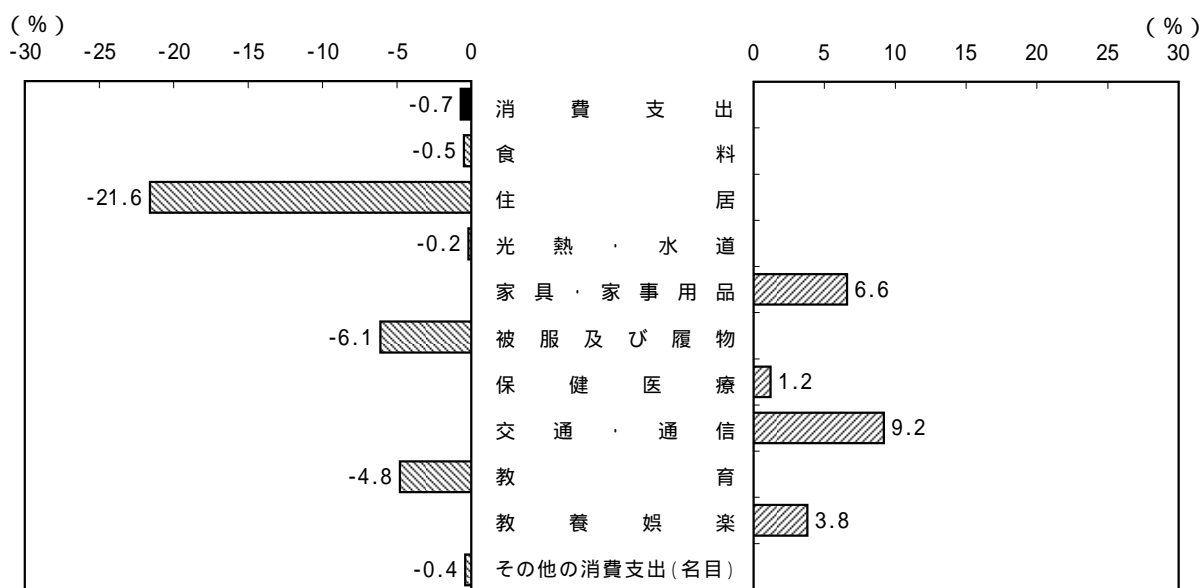 (%) (%)
-30 -25 -20 -15 -10 -5 0 0 5 10 15 20 25 30
-0.7 消費支出
-0.5 食料
-21.6 住居
-0.2 光熱・水道
家具・家事用品 6.6
-6.1 被服及び履物
保健医療 1.2
交通・通信 9.2
-4.8 教育
教養娯楽 3.8
-0.4 その他の消費支出(名目)